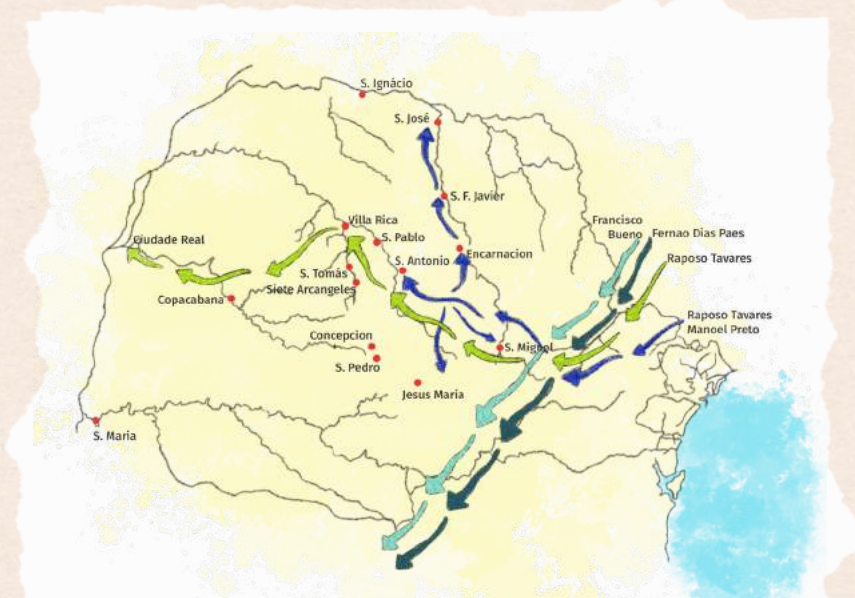 S. Ignácio
S. José
S. F. Javier
Francisco
Bueno
Fernao Dias Paes
Villa Rica
S. Pablo
Ciudade Real
Encarnacion
Raposo Tavares
S. Antonio
S. Tomás
Siete Arcangeles
Copacabana
Raposo Tavares
Manoel Preto
Concepcion
S. Miguel
S. Pedro
Jesus Maria
S. Maria